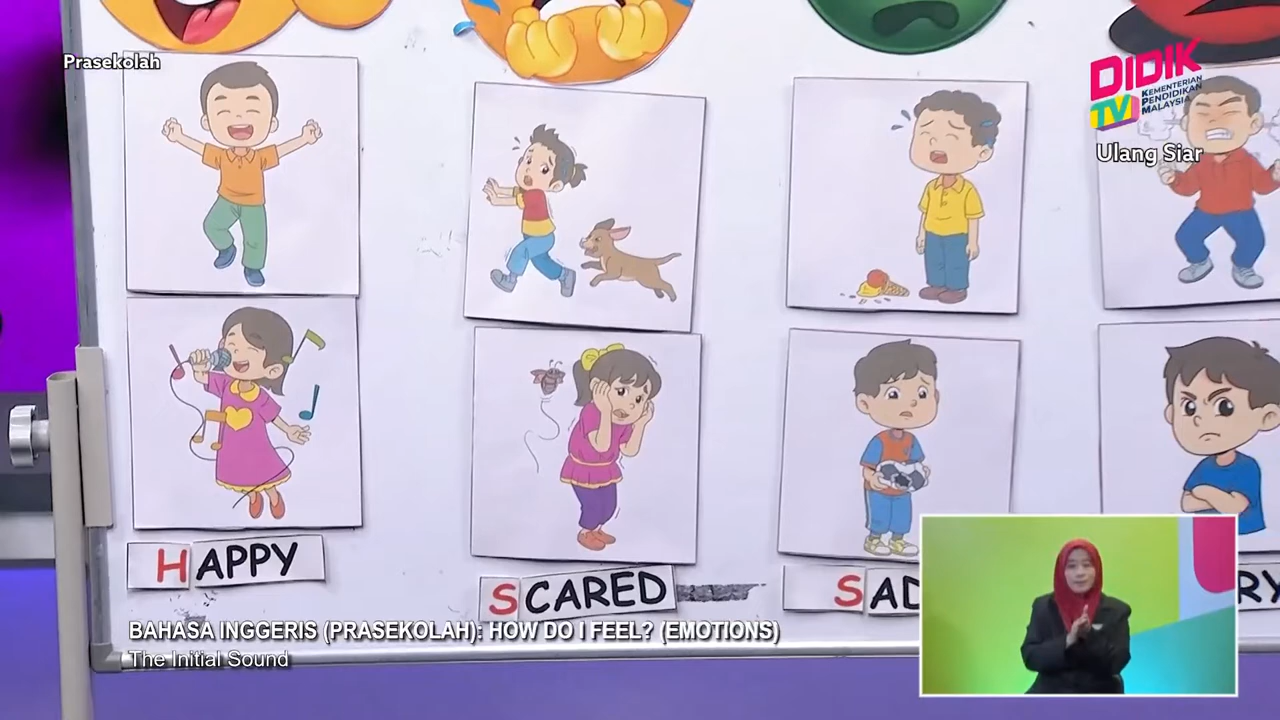 Prasekolah
DIDIK
TV
KEMENTERIAN
PENDIDIKAN
MALAYSIA
Ulang Siar
HAPPY
SCARED
SAD
RY
BAHASA INGGERIS (PRASEKOLAH): HOW DO I FEEL? (EMOTIONS)
The Initial Sound